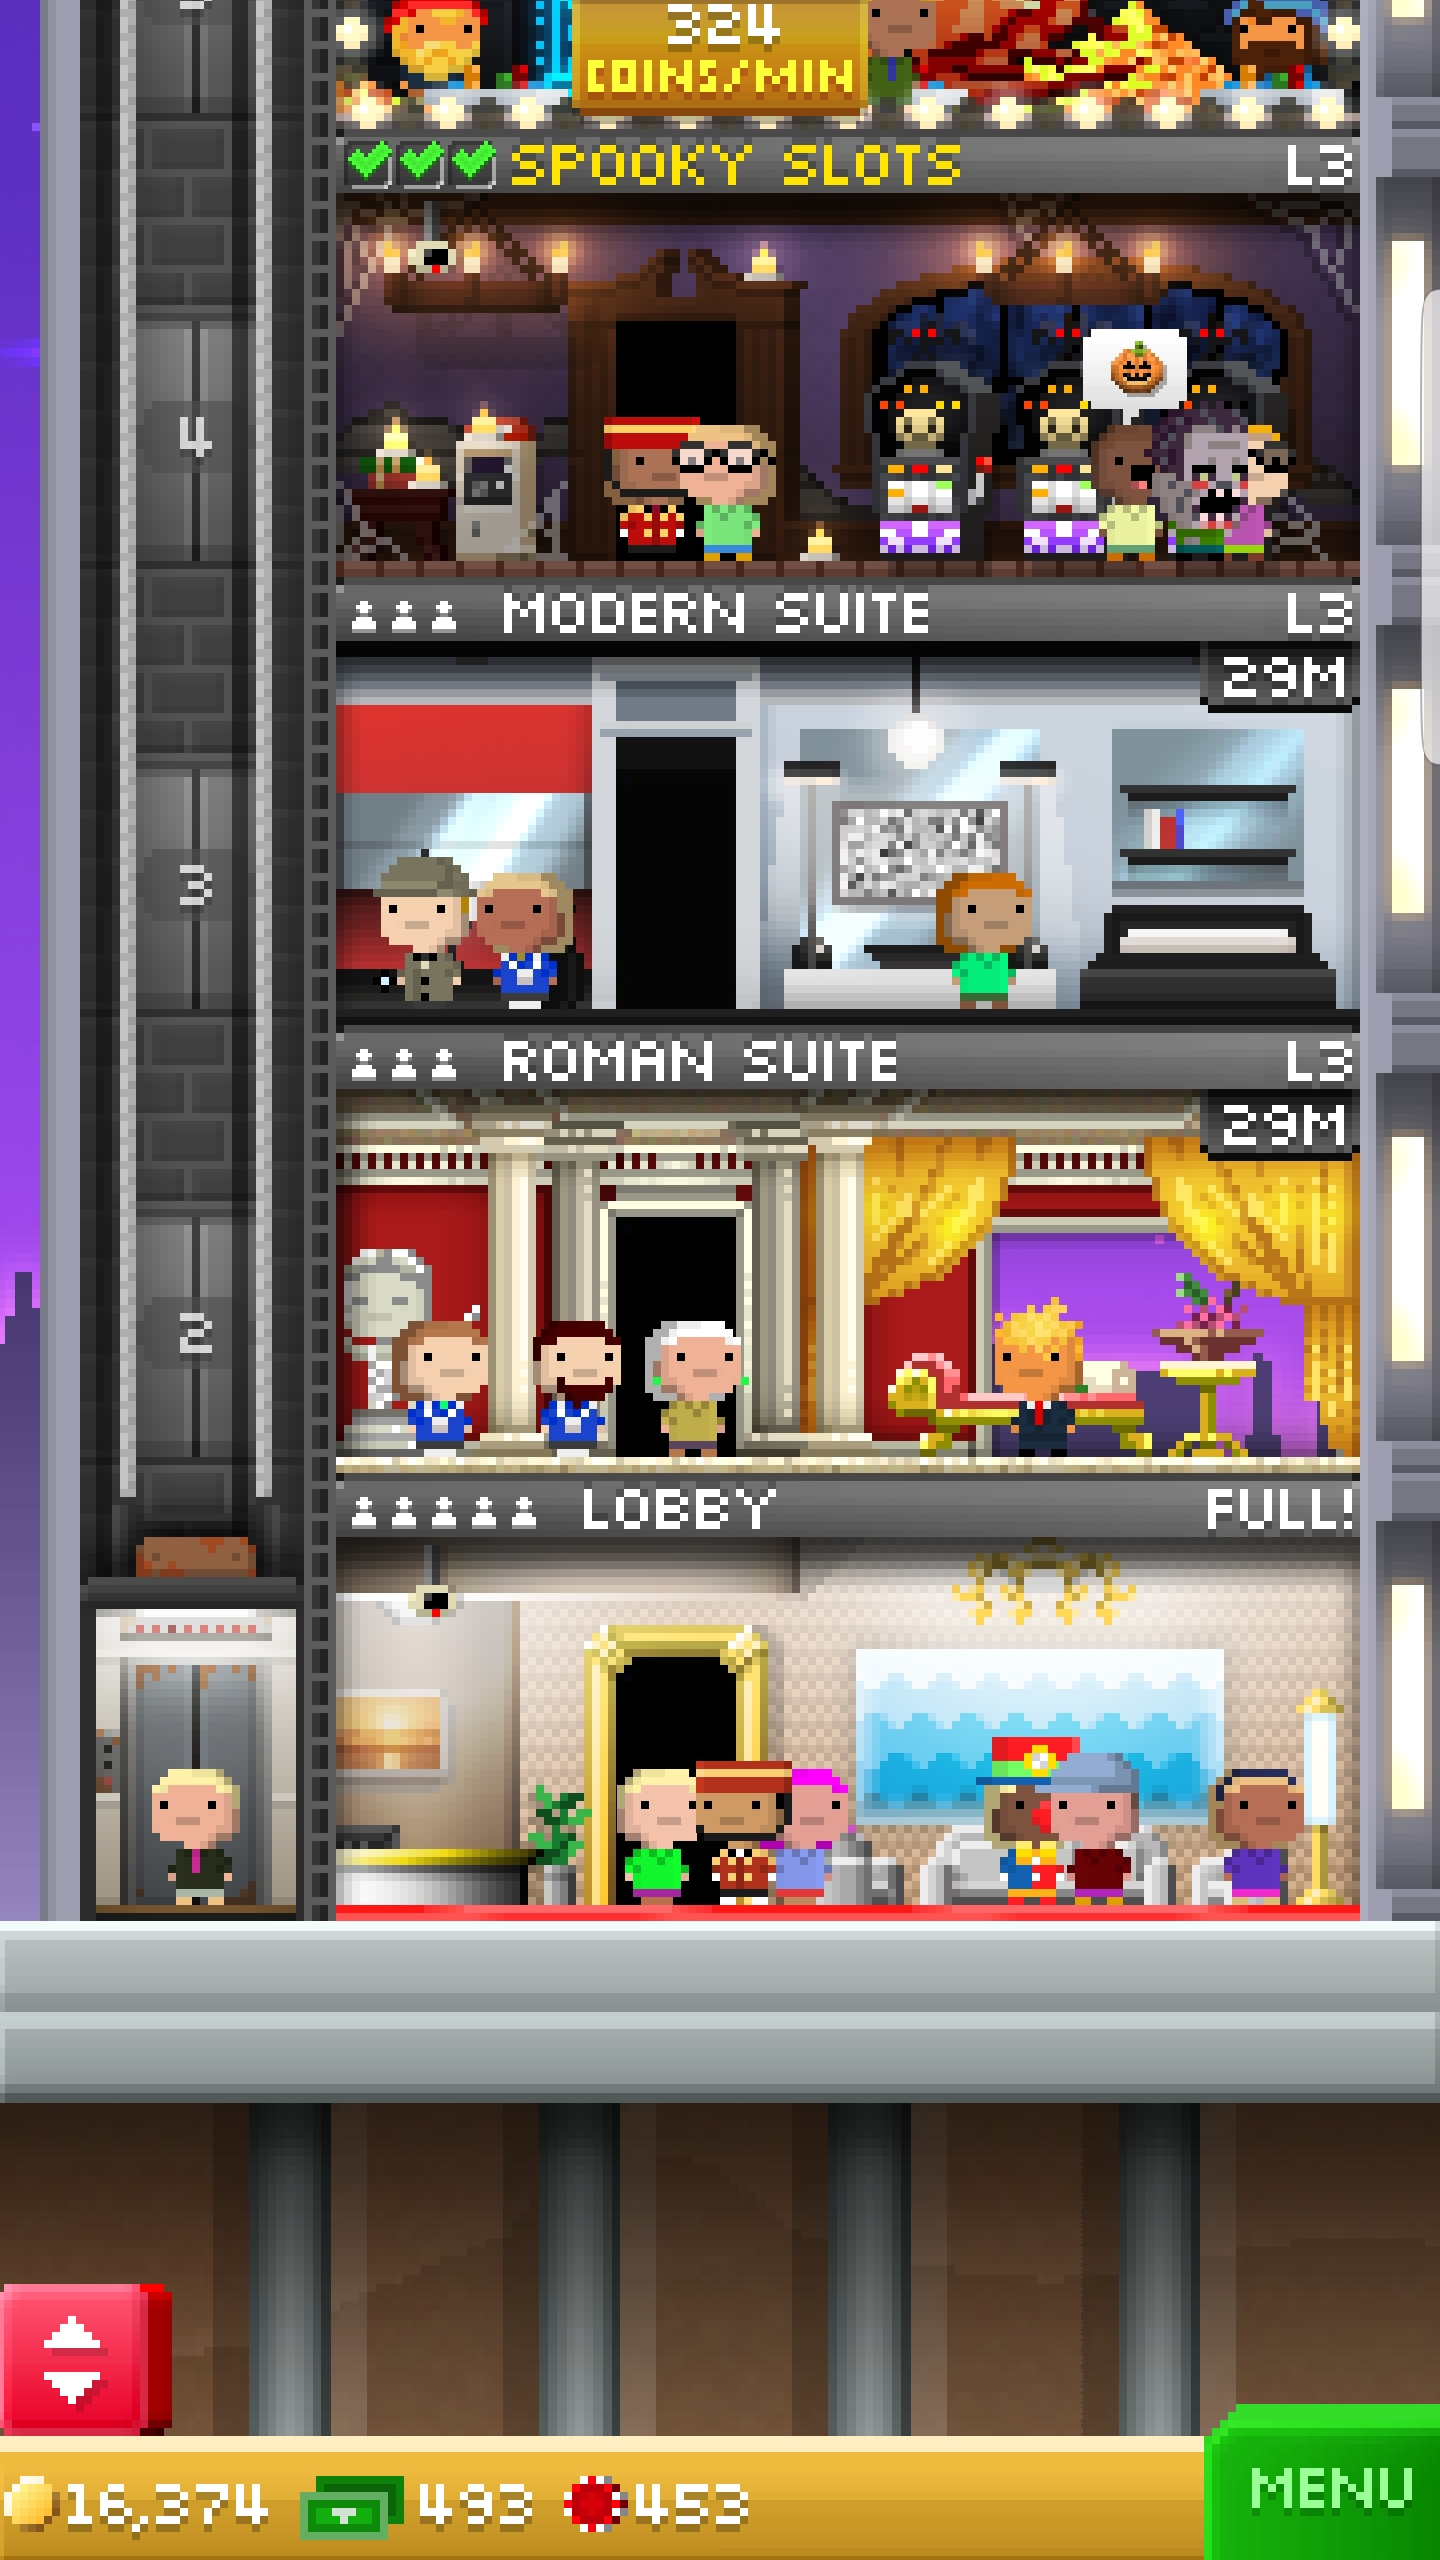 324
COINS/MIN
SPOOKY SLOTS L3
4
MODERN SUITE L3
29M
3
ROMAN SUITE L3
29M
2
LOBBY FULL!
MENU
16,374 493 453